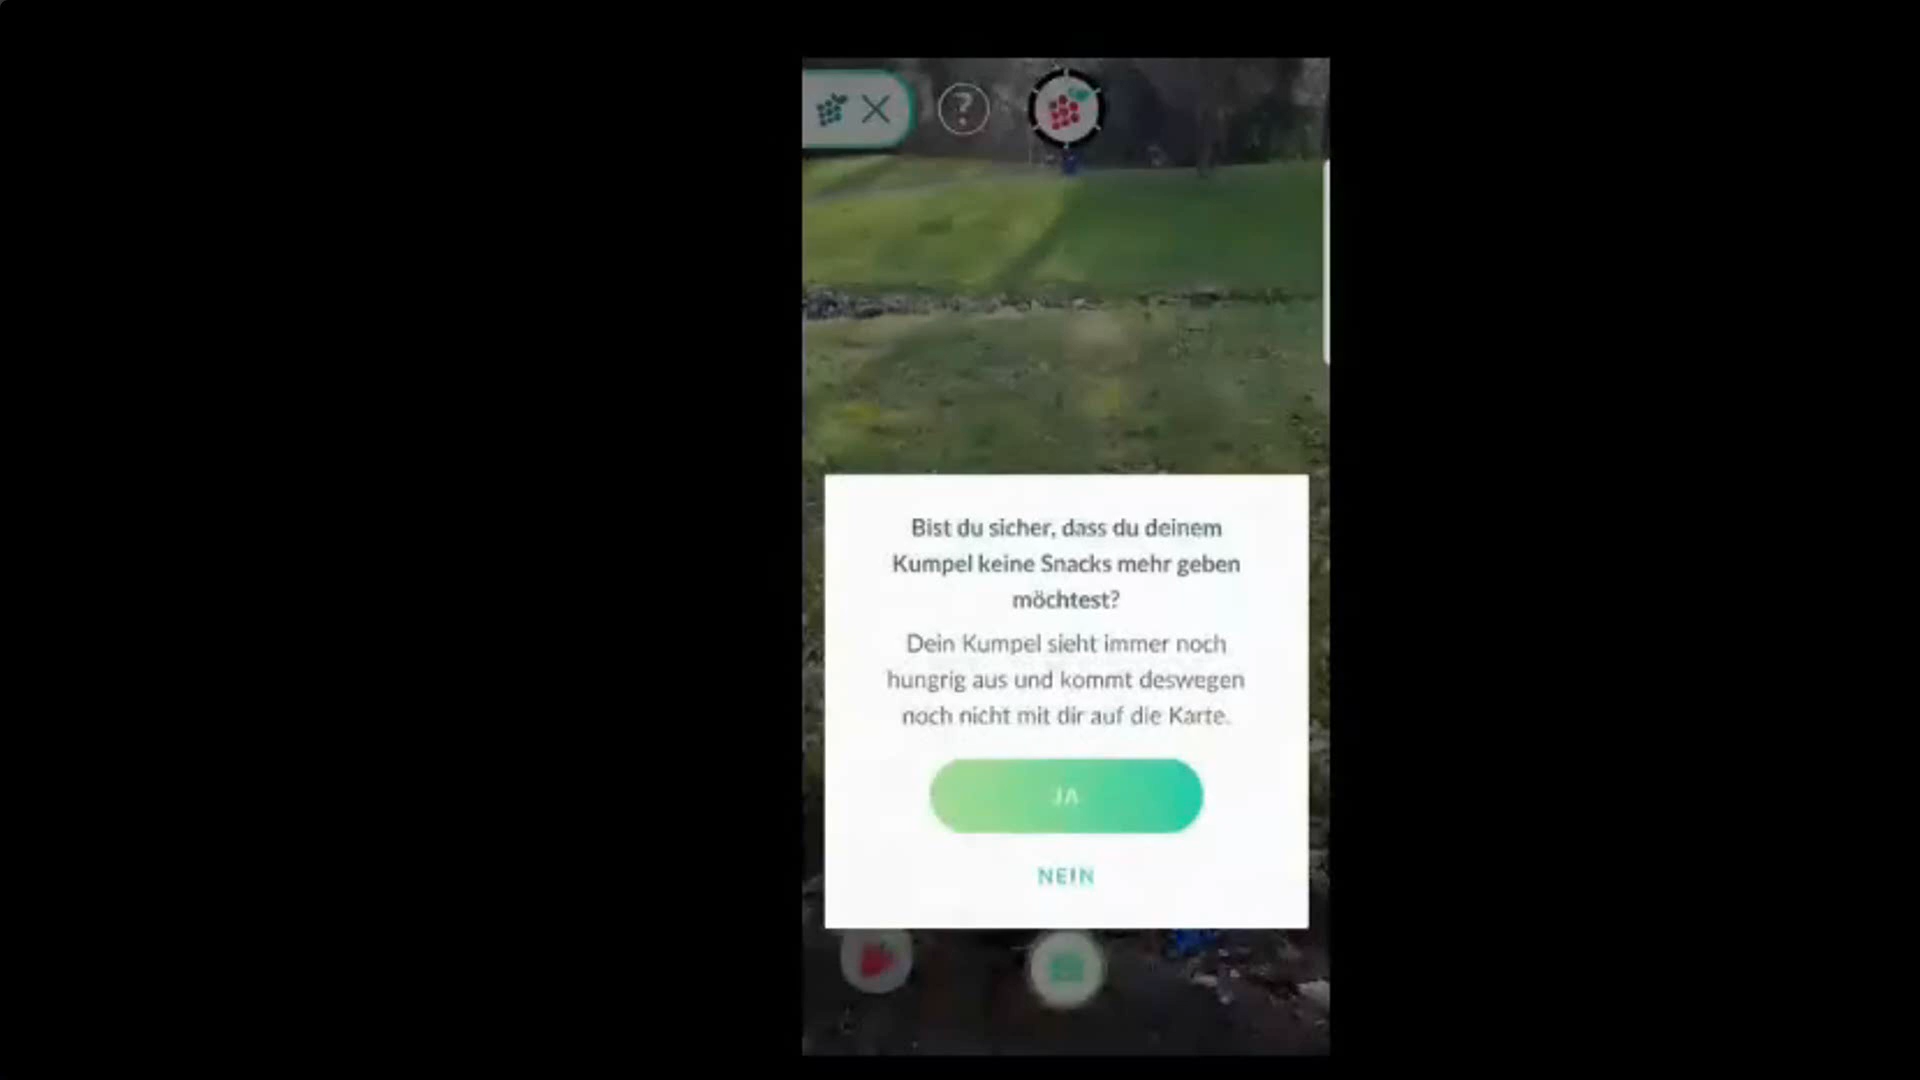 ?
Bist du sicher, dass du deinem
Kumpel keine Snacks mehr geben
möchtest?
Dein Kumpel sieht immer noch
hungrig aus und kommt deswegen
noch nicht mit dir auf die Karte.
JA
NEIN